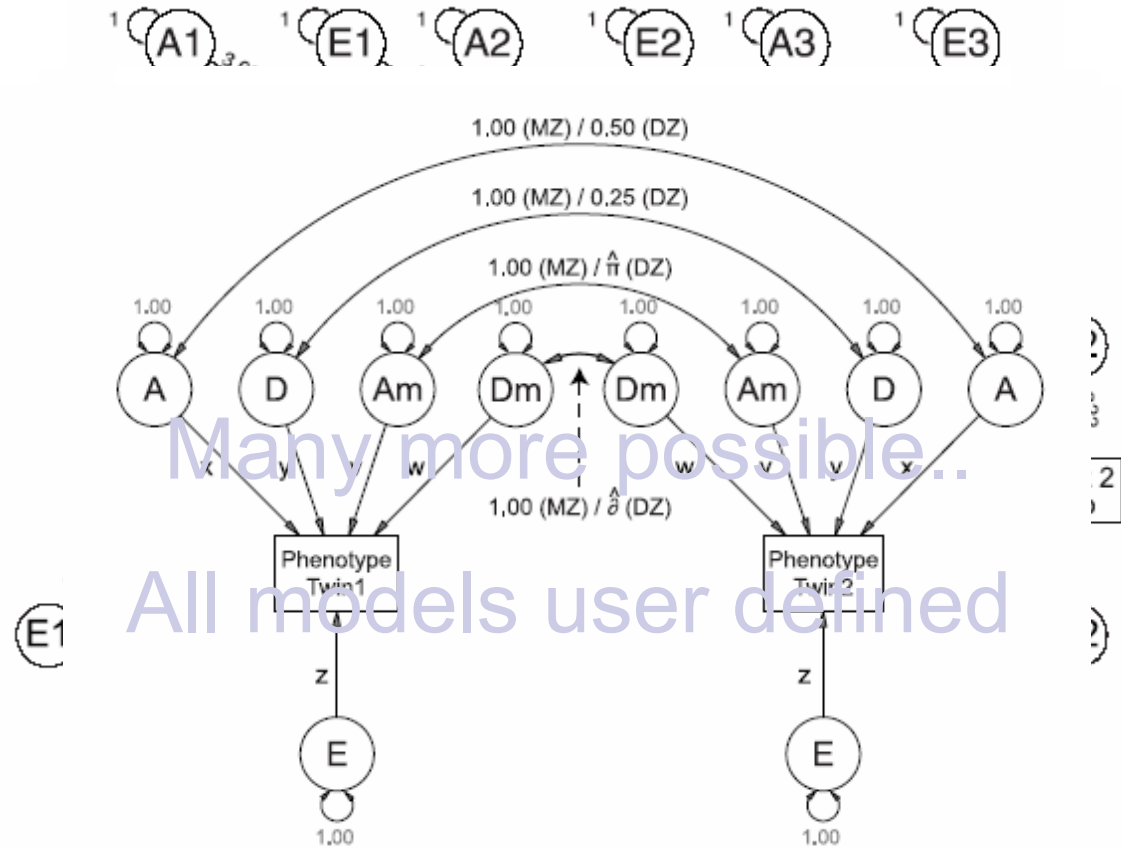 1 A1 1 E1 1 A2 1 E2 1 A3 1 E3
1.00 (MZ) / 0.50 (DZ)
1.00 (MZ) / 0.25 (DZ)
1.00 (MZ) / π̂ (DZ)
1.00 1.00 1.00 1.00 1.00 1.00 1.00 1.00
A D Am Dm Dm Am D A
Many more possible..
x y v w w v y x
2
1.00 (MZ) / ∂̂ (DZ)
Phenotype Phenotype
Twin1 Twin2
All models user defined
E1
z z
E E
1.00 1.00